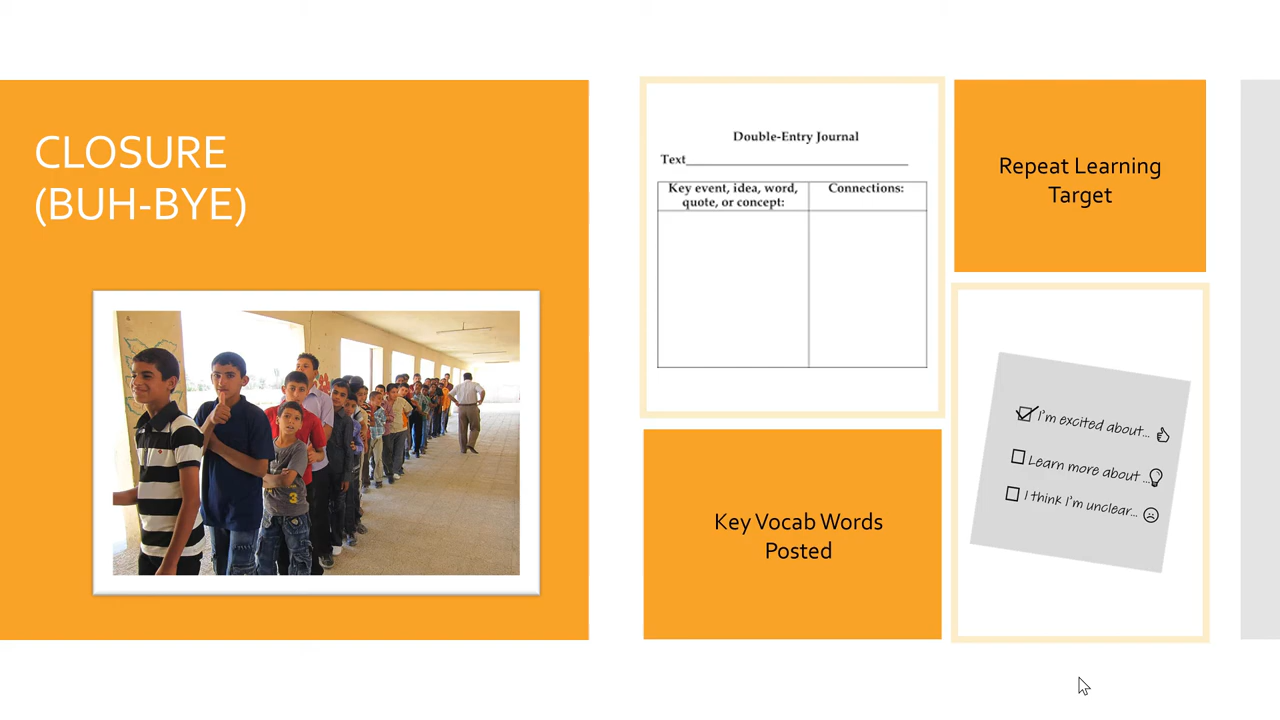 CLOSURE
(BUH-BYE)
Double-Entry Journal
Text
Key event, idea, word,
quote, or concept:
Connections:
Repeat Learning
Target
Key Vocab Words
Posted
I'm excited about...
Learn more about ...
I think I'm unclear...
3